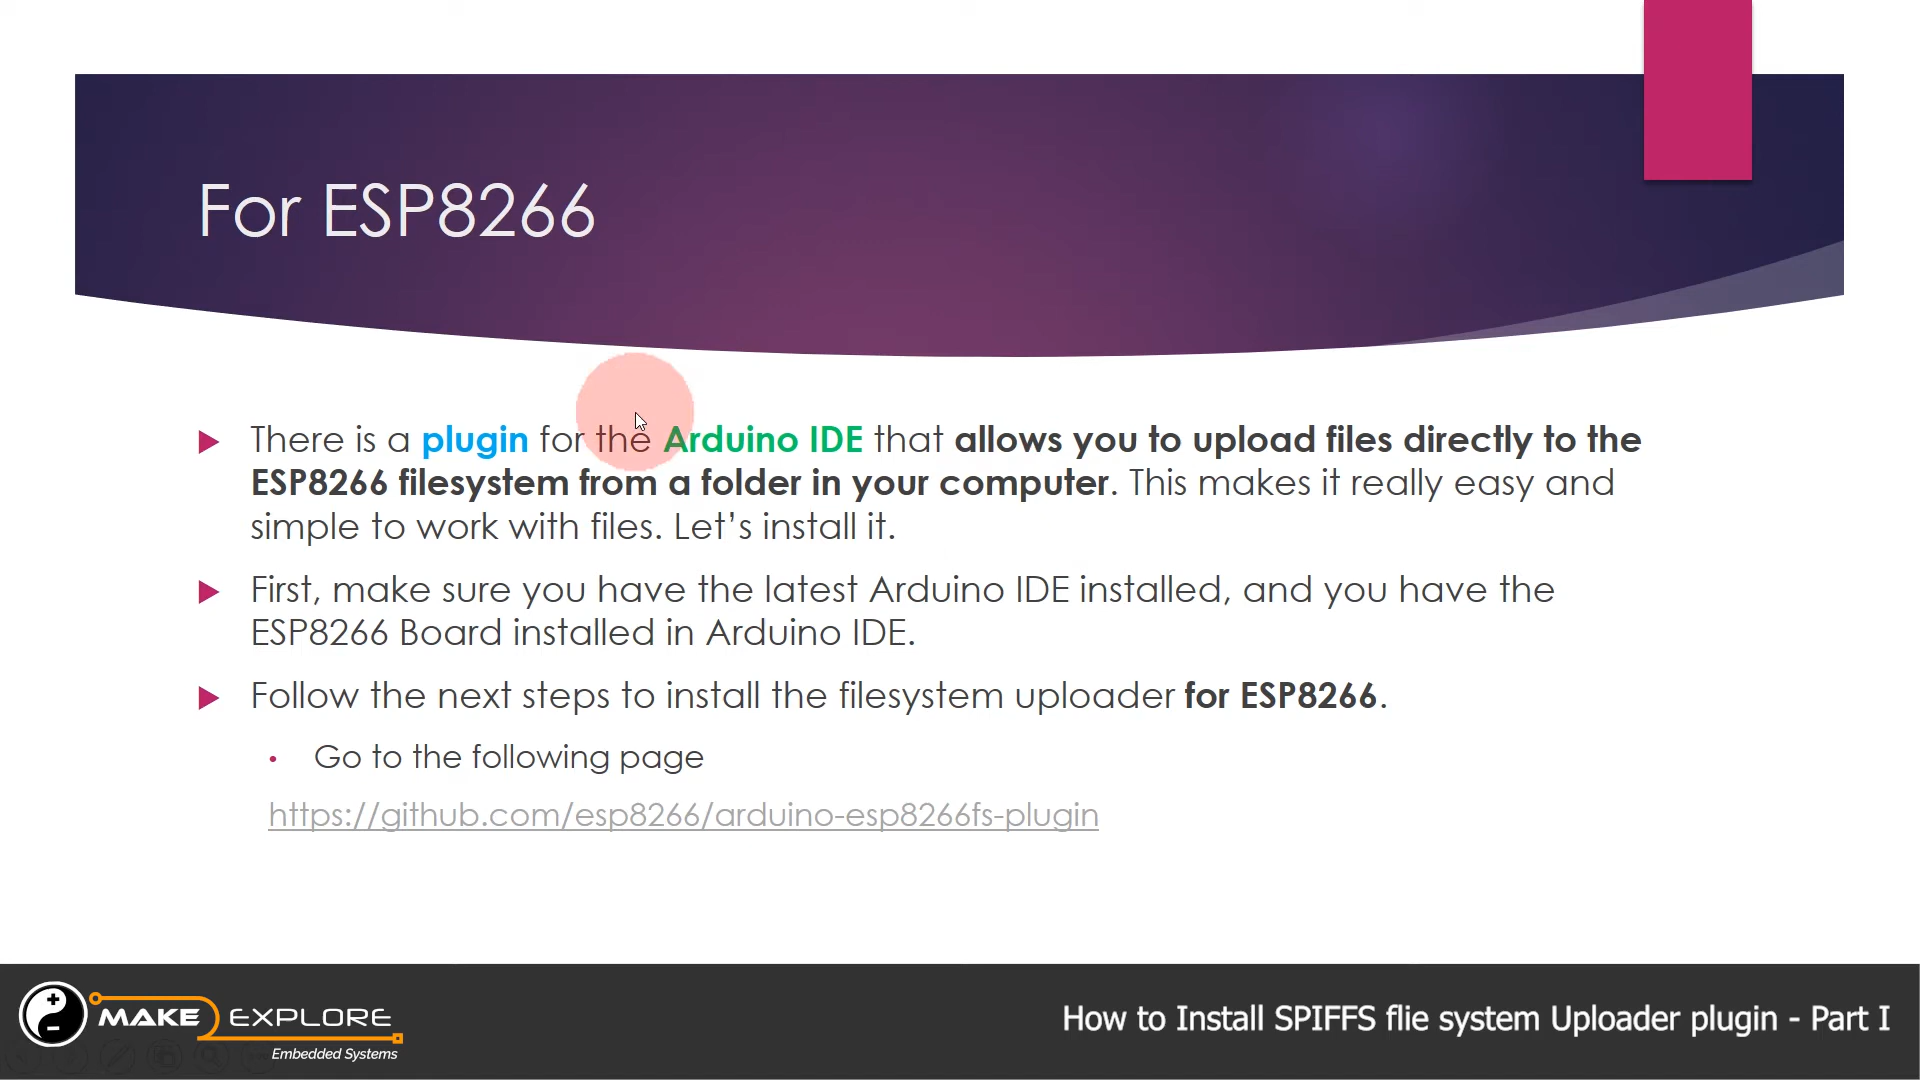 For ESP8266
There is a plugin for the Arduino IDE that allows you to upload files directly to the
ESP8266 filesystem from a folder in your computer. This makes it really easy and
simple to work with files. Let’s install it.
First, make sure you have the latest Arduino IDE installed, and you have the
ESP8266 Board installed in Arduino IDE.
Follow the next steps to install the filesystem uploader for ESP8266.
Go to the following page
https://github.com/esp8266/arduino-esp8266fs-plugin
MAKE EXPLORE
Embedded Systems
How to Install SPIFFS flie system Uploader plugin - Part I